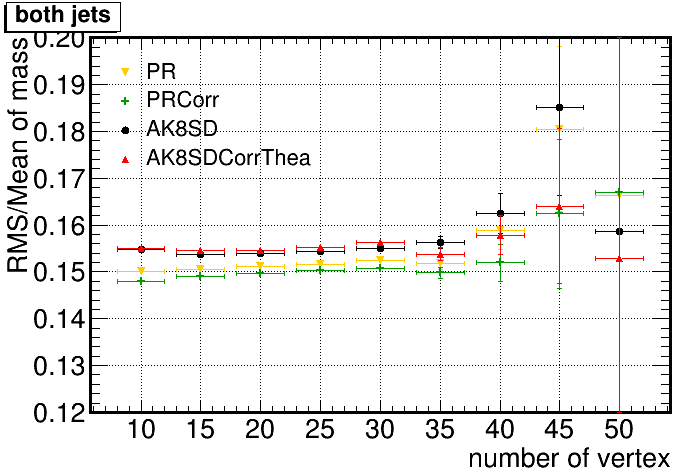 both jets
RMS/Mean of mass
0.20
0.19
0.18
0.17
0.16
0.15
0.14
0.13
0.12
PR
PRCorr
AK8SD
AK8SDCorrThea
10 15 20 25 30 35 40 45 50
number of vertex